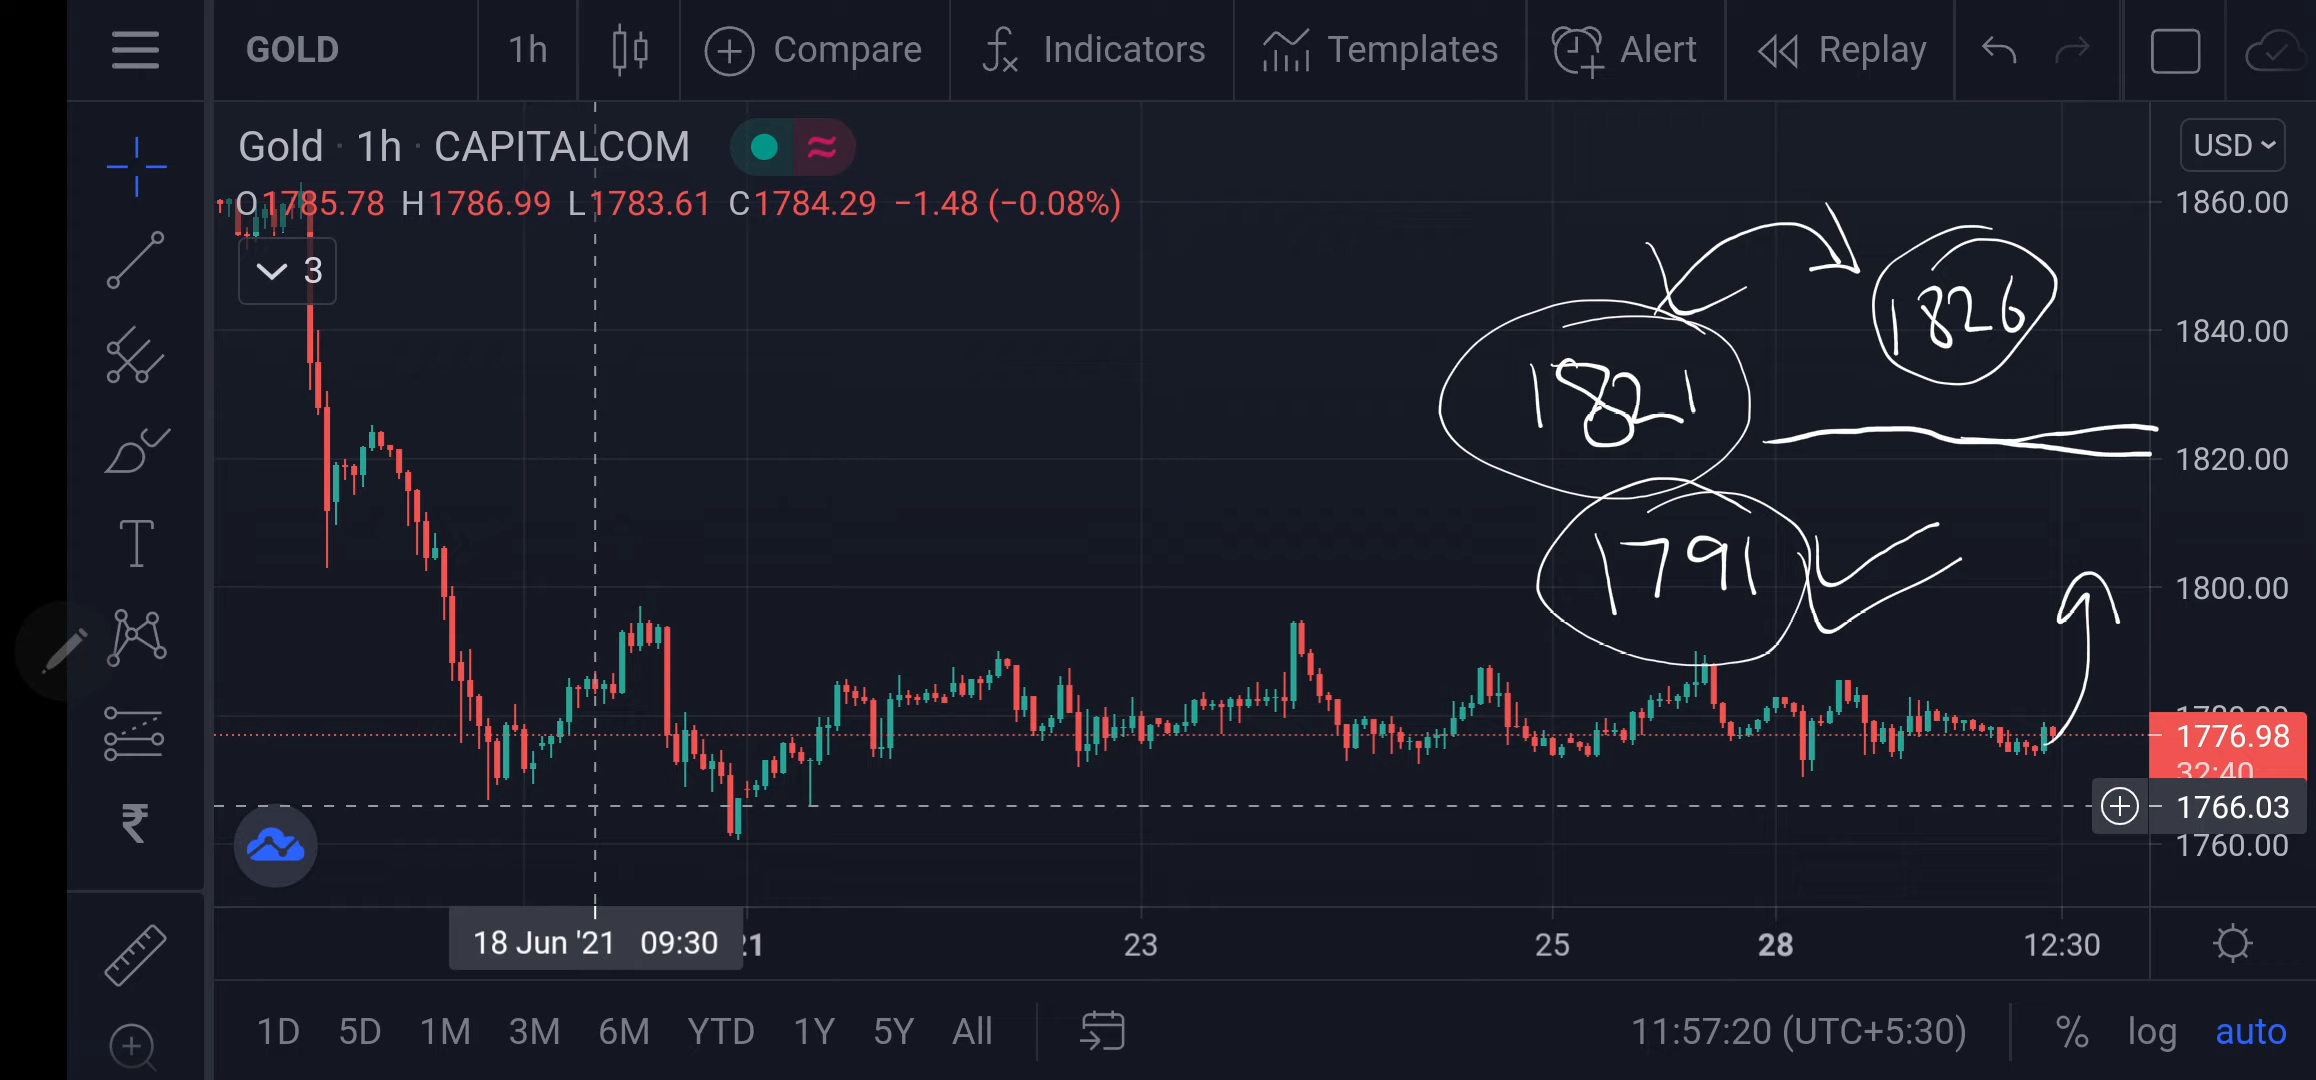 GOLD 1h Compare Indicators Templates Alert Replay
Gold · 1h · CAPITALCOM
USD
O1785.78 H1786.99 L1783.61 C1784.29 −1.48 (−0.08%)
3
1860.00
1826
1840.00
1821
1820.00
1791
1800.00
1776.98
32:40
1766.03
1760.00
18 Jun '21 09:30
23 25 28 12:30
1D 5D 1M 3M 6M YTD 1Y 5Y All
11:57:20 (UTC+5:30) % log auto